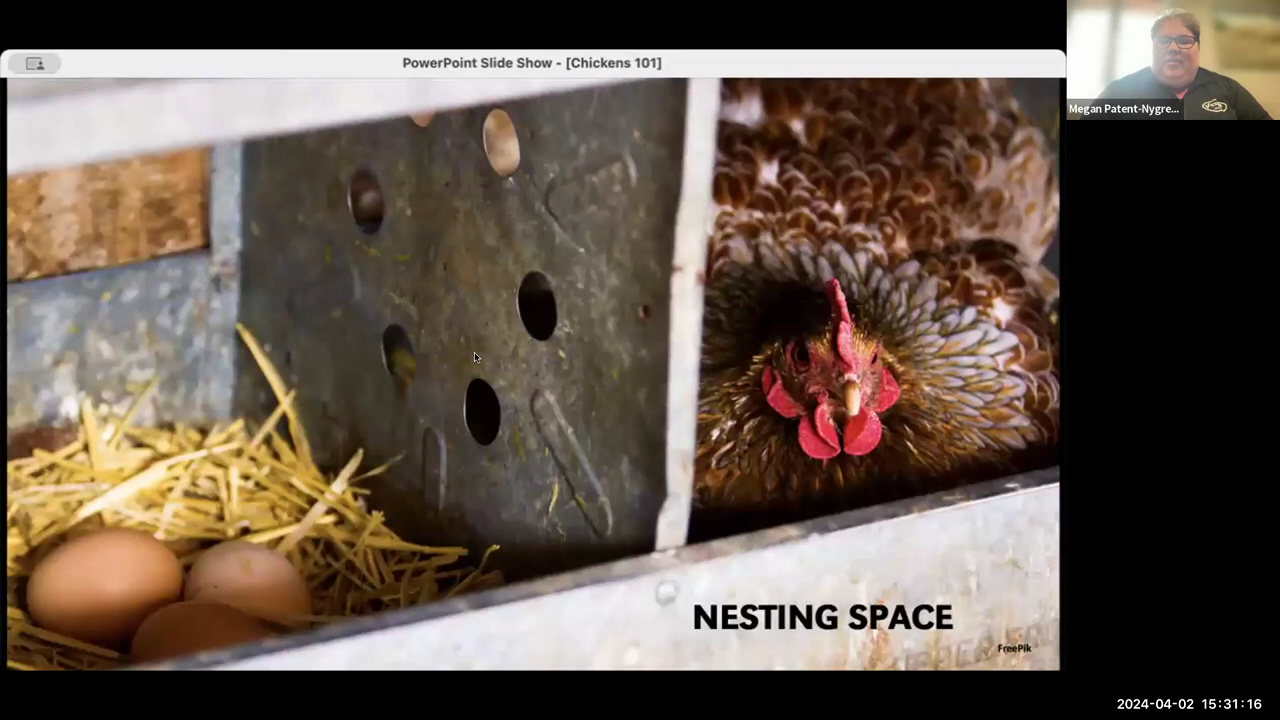 PowerPoint Slide Show - [Chickens 101]
Megan Patent-Nygre...
NESTING SPACE
FreePik
2024-04-02 15:31:16